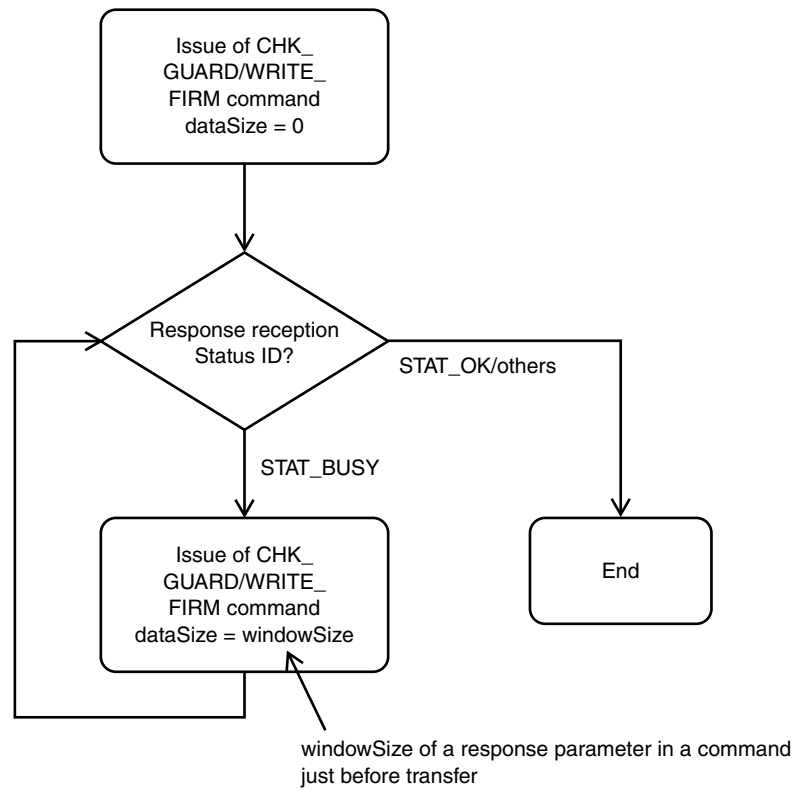 Issue of CHK_
GUARD/WRITE_
FIRM command
dataSize = 0
Response reception
Status ID?
STAT_OK/others
STAT_BUSY
Issue of CHK_
GUARD/WRITE_
FIRM command
dataSize = windowSize
End
windowSize of a response parameter in a command
just before transfer